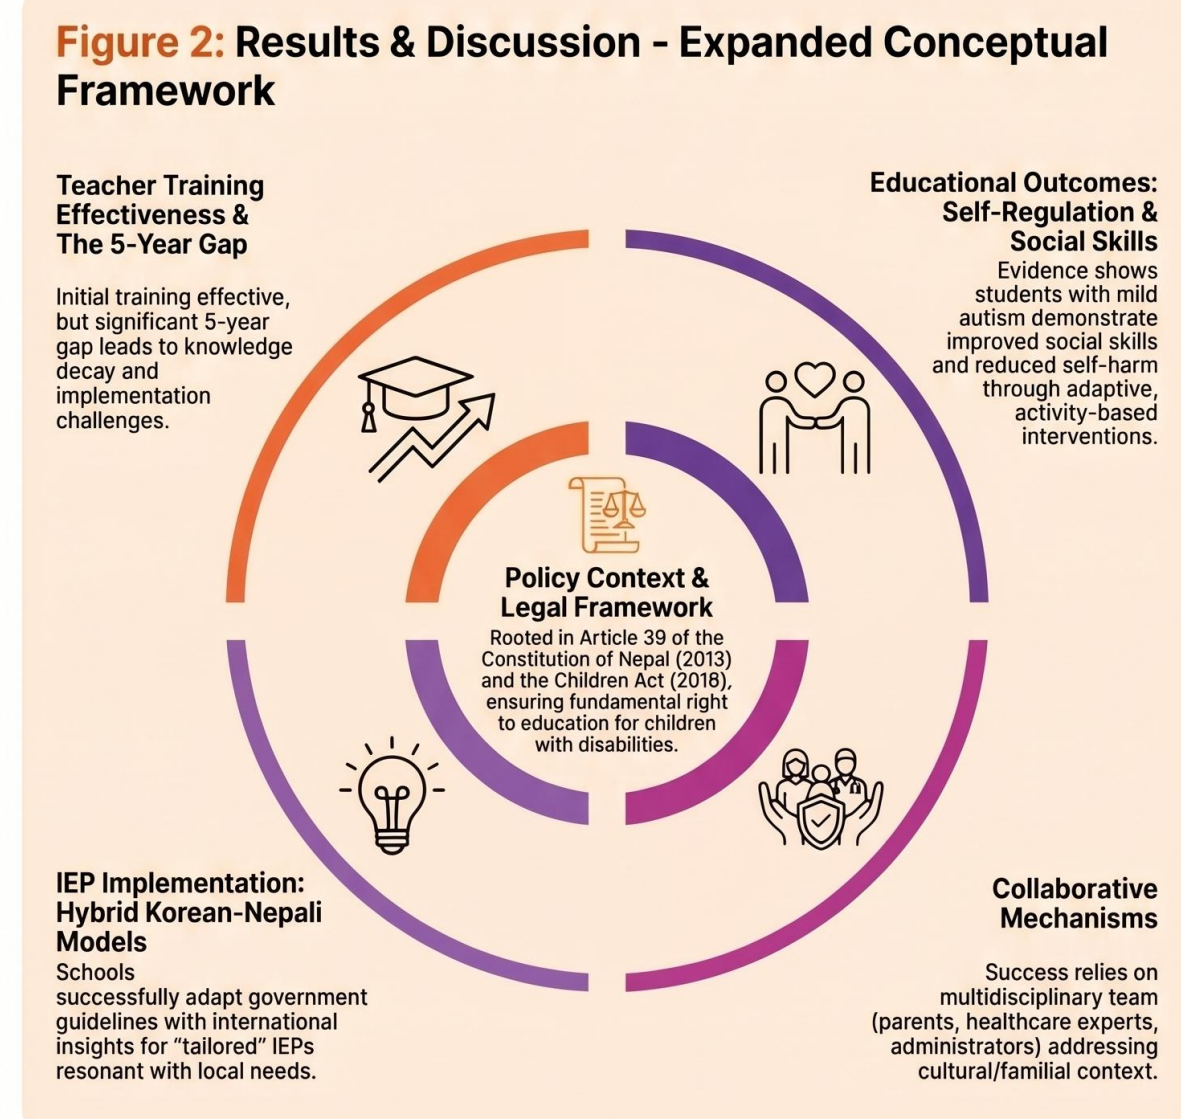 Figure 2: Results & Discussion - Expanded Conceptual
Framework
Teacher Training
Effectiveness &
The 5-Year Gap
Initial training effective,
but significant 5-year
gap leads to knowledge
decay and
implementation
challenges.
Educational Outcomes:
Self-Regulation &
Social Skills
Evidence shows
students with mild
autism demonstrate
improved social skills
and reduced self-harm
through adaptive,
activity-based
interventions.
Policy Context &
Legal Framework
Rooted in Article 39 of the
Constitution of Nepal (2013)
and the Children Act (2018),
ensuring fundamental right
to education for children
with disabilities.
IEP Implementation:
Hybrid Korean-Nepali
Models
Schools
successfully adapt government
guidelines with international
insights for “tailored” IEPs
resonant with local needs.
Collaborative
Mechanisms
Success relies on
multidisciplinary team
(parents, healthcare experts,
administrators) addressing
cultural/familial context.